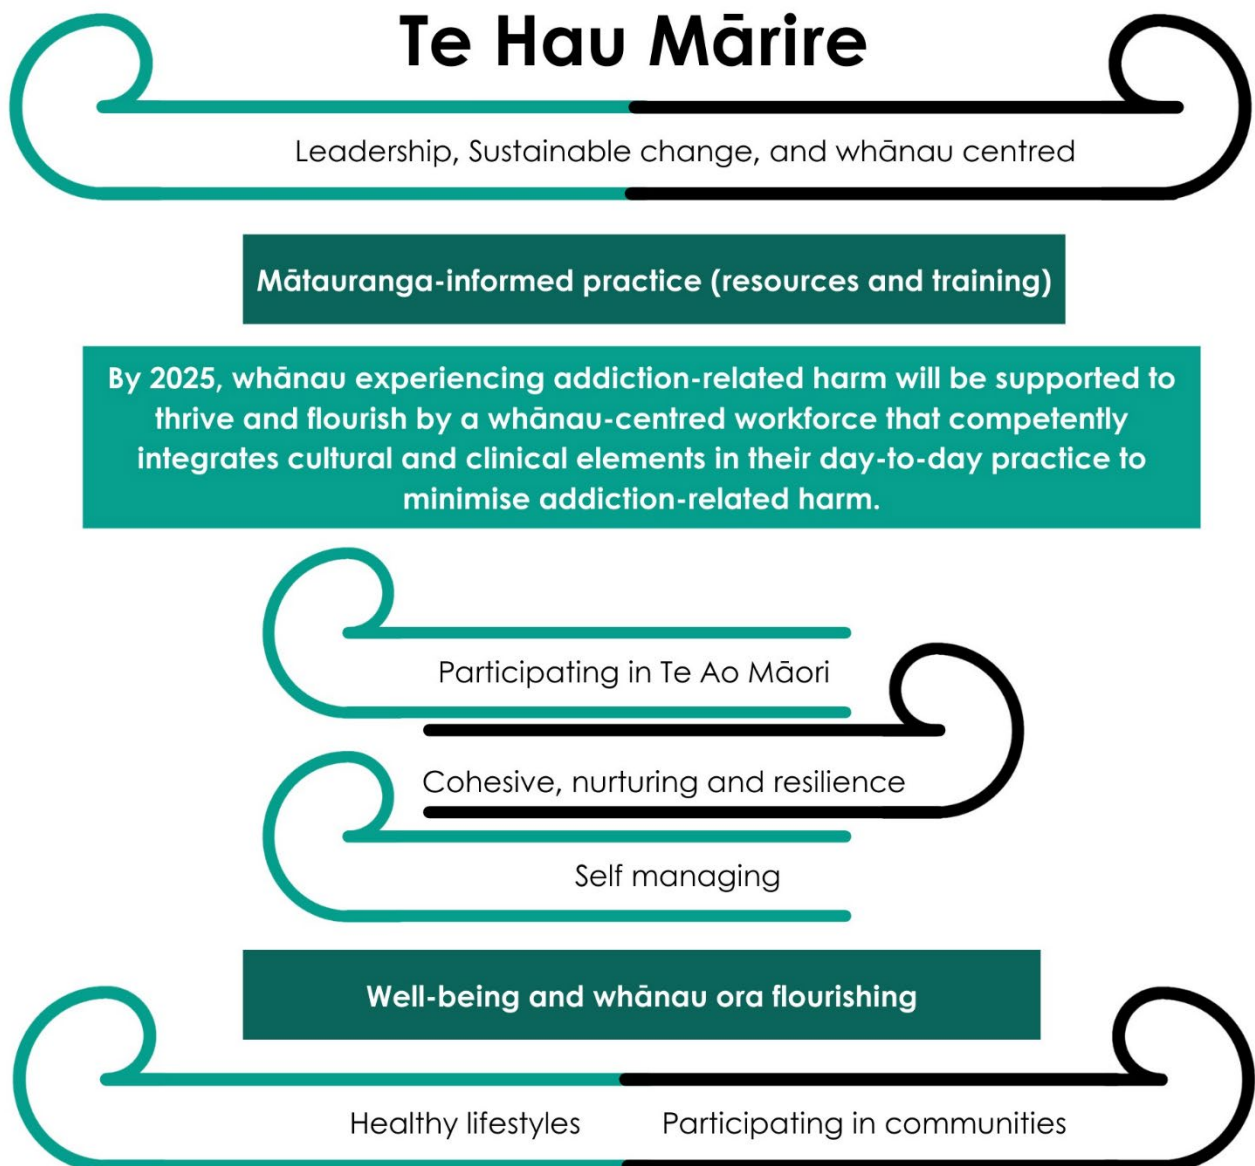 Te Hau Mārire
Leadership, Sustainable change, and whānau centred
Mātauranga-informed practice (resources and training)
By 2025, whānau experiencing addiction-related harm will be supported to
thrive and flourish by a whānau-centred workforce that competently
integrates cultural and clinical elements in their day-to-day practice to
minimise addiction-related harm.
Participating in Te Ao Māori
Cohesive, nurturing and resilience
Self managing
Well-being and whānau ora flourishing
Healthy lifestyles Participating in communities